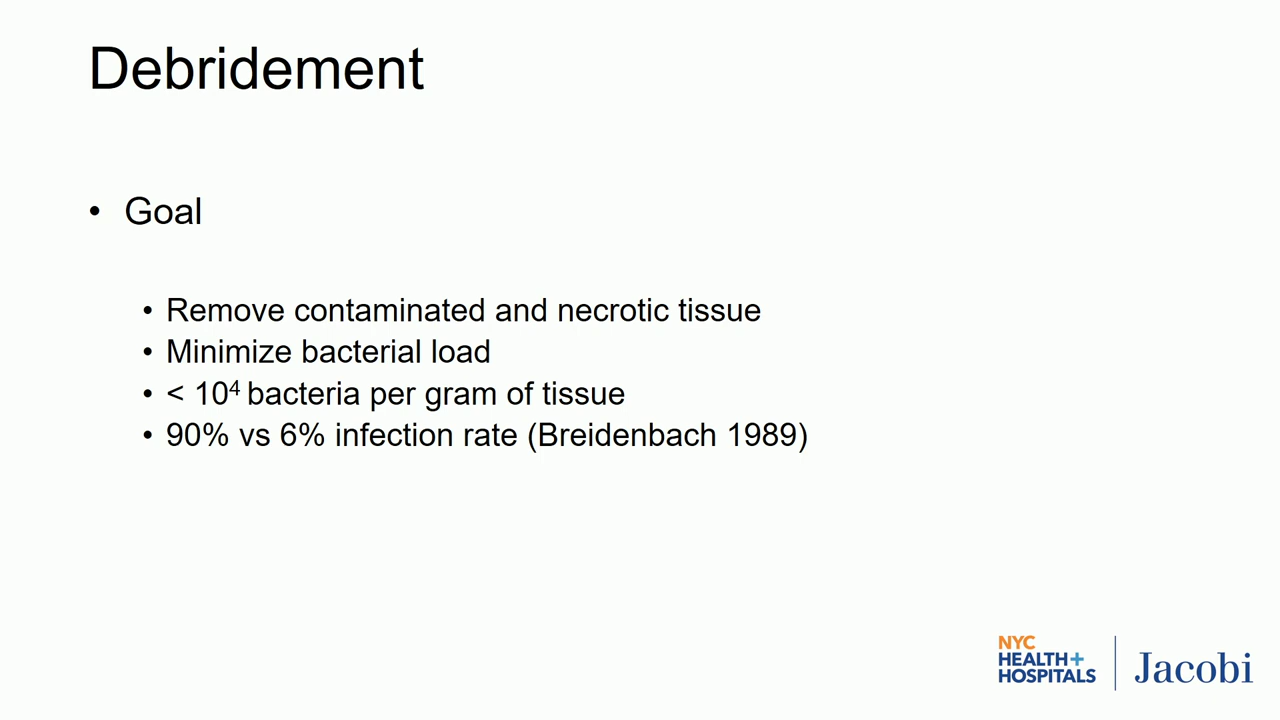 Debridement
• Goal
• Remove contaminated and necrotic tissue
• Minimize bacterial load
• < 10⁴ bacteria per gram of tissue
• 90% vs 6% infection rate (Breidenbach 1989)
NYC
HEALTH+
HOSPITALS
Jacobi